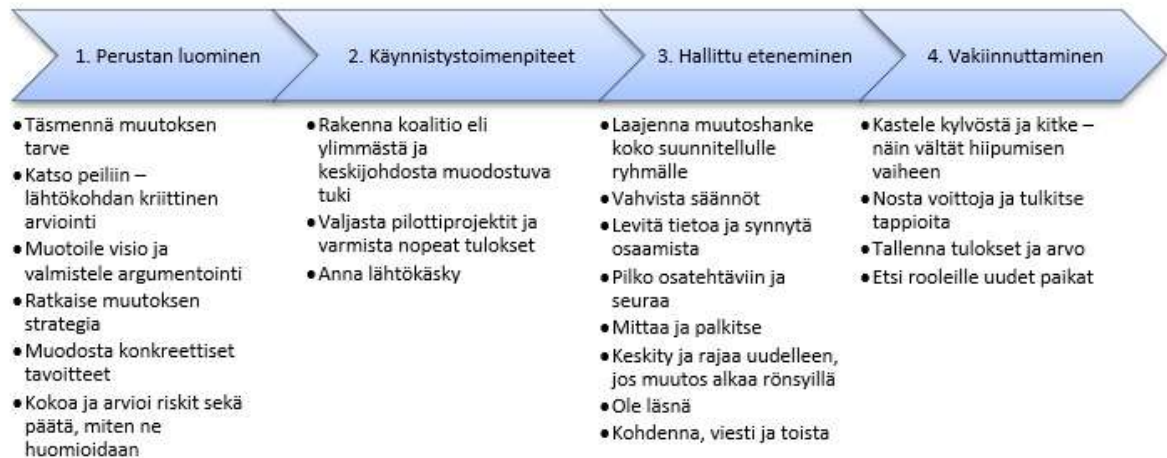 1. Perustan luominen
2. Käynnistystoimenpiteet
3. Hallittu eteneminen
4. Vakiinnuttaminen
•Täsmennä muutoksen
tarve
•Katso peiliin –
lähtökohdan kriittinen
arviointi
•Muotoile visio ja
valmistele argumentointi
•Ratkaise muutoksen
strategia
•Muodosta konkreettiset
tavoitteet
•Kokoa ja arvioi riskit sekä
päätä, miten ne
huomioidaan
•Rakenna koalitio eli
ylimmästä ja
keskijohdosta muodostuva
tuki
•Valjasta pilottiprojektit ja
varmista nopeat tulokset
•Anna lähtökäsky
•Laajenna muutoshanke
koko suunnitellulle
ryhmälle
•Vahvista säännöt
•Levitä tietoa ja synnytä
osaamista
•Pilko osatehtäviin ja
seuraa
•Mittaa ja palkitse
•Keskity ja rajaa uudelleen,
jos muutos alkaa rönsyillä
•Ole läsnä
•Kohdenna, viesti ja toista
•Kastele kylvöstä ja kitke –
näin vältät hiipumisen
vaiheen
•Nosta voittoja ja tulkitse
tappioita
•Tallenna tulokset ja arvo
•Etsi rooleille uudet paikat